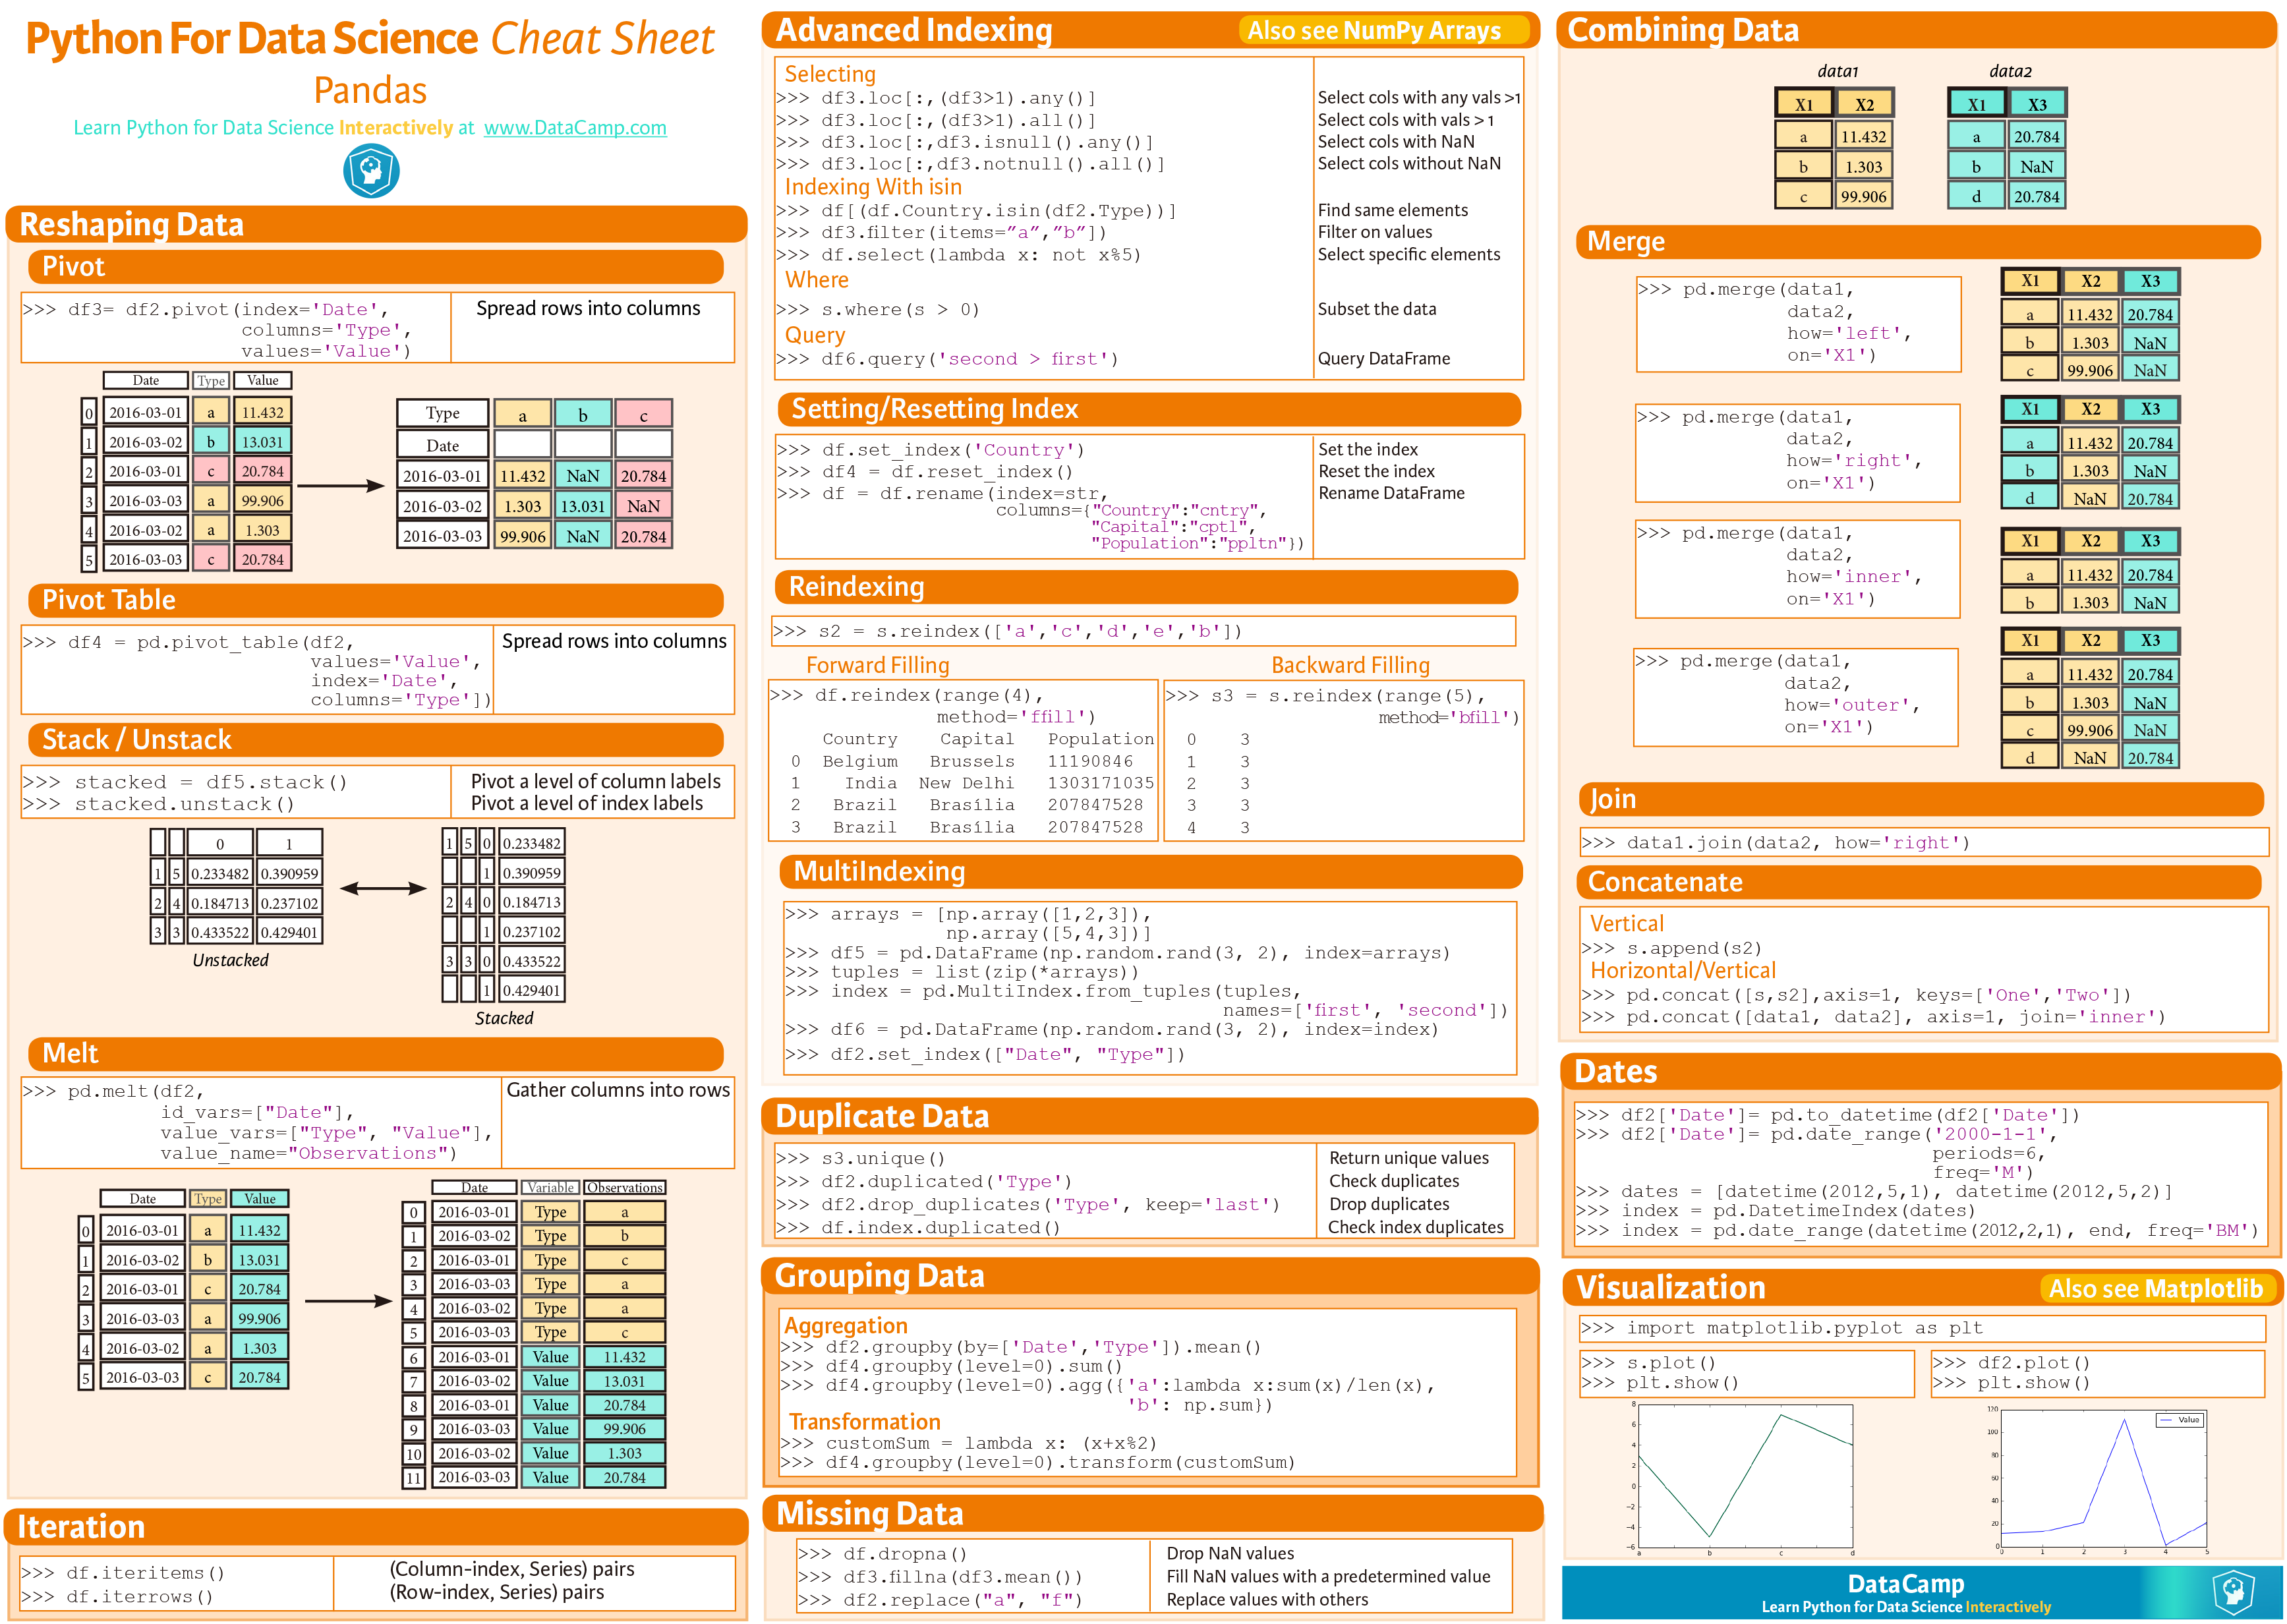 Python For Data Science Cheat Sheet
Pandas
Learn Python for Data Science Interactively at www.DataCamp.com
Reshaping Data
Pivot
>>> df3= df2.pivot(index='Date',
columns='Type',
values='Value')
Spread rows into columns
Date Type Value
0 2016-03-01 a 11.432
1 2016-03-02 b 13.031
2 2016-03-01 c 20.784
3 2016-03-03 a 99.906
4 2016-03-02 a 1.303
5 2016-03-03 c 20.784
Type a b c
Date
2016-03-01 11.432 NaN 20.784
2016-03-02 1.303 13.031 NaN
2016-03-03 99.906 NaN 20.784
Pivot Table
>>> df4 = pd.pivot_table(df2,
values='Value',
index='Date',
columns='Type'])
Spread rows into columns
Stack / Unstack
>>> stacked = df5.stack()
>>> stacked.unstack()
Pivot a level of column labels
Pivot a level of index labels
0 1
1 5 0.233482 0.390959
2 4 0.184713 0.237102
3 3 0.433522 0.429401
Unstacked
1 5 0 0.233482
1 0.390959
2 4 0 0.184713
1 0.237102
3 3 0 0.433522
1 0.429401
Stacked
Melt
>>> pd.melt(df2,
id_vars=["Date"],
value_vars=["Type", "Value"],
value_name="Observations")
Gather columns into rows
Date Type Value
0 2016-03-01 a 11.432
1 2016-03-02 b 13.031
2 2016-03-01 c 20.784
3 2016-03-03 a 99.906
4 2016-03-02 a 1.303
5 2016-03-03 c 20.784
Date Variable Observations
0 2016-03-01 Type a
1 2016-03-02 Type b
2 2016-03-01 Type c
3 2016-03-03 Type a
4 2016-03-02 Type a
5 2016-03-03 Type c
6 2016-03-01 Value 11.432
7 2016-03-02 Value 13.031
8 2016-03-01 Value 20.784
9 2016-03-03 Value 99.906
10 2016-03-02 Value 1.303
11 2016-03-03 Value 20.784
Iteration
>>> df.iteritems() (Column-index, Series) pairs
>>> df.iterrows() (Row-index, Series) pairs
Advanced Indexing Also see NumPy Arrays
Selecting
>>> df3.loc[:,(df3>1).any()] Select cols with any vals >1
>>> df3.loc[:,(df3>1).all()] Select cols with vals > 1
>>> df3.loc[:,df3.isnull().any()] Select cols with NaN
>>> df3.loc[:,df3.notnull().all()] Select cols without NaN
Indexing With isin
>>> df[(df.Country.isin(df2.Type))] Find same elements
>>> df3.filter(items=”a”,”b”]) Filter on values
>>> df.select(lambda x: not x%5) Select specific elements
Where
>>> s.where(s > 0) Subset the data
Query
>>> df6.query('second > first') Query DataFrame
Setting/Resetting Index
>>> df.set_index('Country') Set the index
>>> df4 = df.reset_index() Reset the index
>>> df = df.rename(index=str, Rename DataFrame
columns={"Country":"cntry",
"Capital":"cptl",
"Population":"ppltn"})
Reindexing
>>> s2 = s.reindex(['a','c','d','e','b'])
Forward Filling
>>> df.reindex(range(4),
method='ffill')
Country Capital Population
0 Belgium Brussels 11190846
1 India New Delhi 1303171035
2 Brazil Brasília 207847528
3 Brazil Brasília 207847528
Backward Filling
>>> s3 = s.reindex(range(5),
method='bfill')
0 3
1 3
2 3
3 3
4 3
MultiIndexing
>>> arrays = [np.array([1,2,3]),
np.array([5,4,3])]
>>> df5 = pd.DataFrame(np.random.rand(3, 2), index=arrays)
>>> tuples = list(zip(*arrays))
>>> index = pd.MultiIndex.from_tuples(tuples,
names=['first', 'second'])
>>> df6 = pd.DataFrame(np.random.rand(3, 2), index=index)
>>> df2.set_index(["Date", "Type"])
Duplicate Data
>>> s3.unique() Return unique values
>>> df2.duplicated('Type') Check duplicates
>>> df2.drop_duplicates('Type', keep='last') Drop duplicates
>>> df.index.duplicated() Check index duplicates
Grouping Data
Aggregation
>>> df2.groupby(by=['Date','Type']).mean()
>>> df4.groupby(level=0).sum()
>>> df4.groupby(level=0).agg({'a':lambda x:sum(x)/len(x),
'b': np.sum})
Transformation
>>> customSum = lambda x: (x+x%2)
>>> df4.groupby(level=0).transform(customSum)
Missing Data
>>> df.dropna() Drop NaN values
>>> df3.fillna(df3.mean()) Fill NaN values with a predetermined value
>>> df2.replace("a", "f") Replace values with others
Combining Data
data1
X1 X2
a 11.432
b 1.303
c 99.906
data2
X1 X3
a 20.784
b NaN
d 20.784
Merge
>>> pd.merge(data1,
data2,
how='left',
on='X1')
X1 X2 X3
a 11.432 20.784
b 1.303 NaN
c 99.906 NaN
>>> pd.merge(data1,
data2,
how='right',
on='X1')
X1 X2 X3
a 11.432 20.784
b 1.303 NaN
d NaN 20.784
>>> pd.merge(data1,
data2,
how='inner',
on='X1')
X1 X2 X3
a 11.432 20.784
b 1.303 NaN
>>> pd.merge(data1,
data2,
how='outer',
on='X1')
X1 X2 X3
a 11.432 20.784
b 1.303 NaN
c 99.906 NaN
d NaN 20.784
Join
>>> data1.join(data2, how='right')
Concatenate
Vertical
>>> s.append(s2)
Horizontal/Vertical
>>> pd.concat([s,s2],axis=1, keys=['One','Two'])
>>> pd.concat([data1, data2], axis=1, join='inner')
Dates
>>> df2['Date']= pd.to_datetime(df2['Date'])
>>> df2['Date']= pd.date_range('2000-1-1',
periods=6,
freq='M')
>>> dates = [datetime(2012,5,1), datetime(2012,5,2)]
>>> index = pd.DatetimeIndex(dates)
>>> index = pd.date_range(datetime(2012,2,1), end, freq='BM')
Visualization Also see Matplotlib
>>> import matplotlib.pyplot as plt
>>> s.plot()
>>> plt.show()
8
6
4
2
0
−2
−4
−6
a b c d
>>> df2.plot()
>>> plt.show()
Value
120
100
80
60
40
20
0
0 1 2 3 4 5
DataCamp
Learn Python for Data Science Interactively